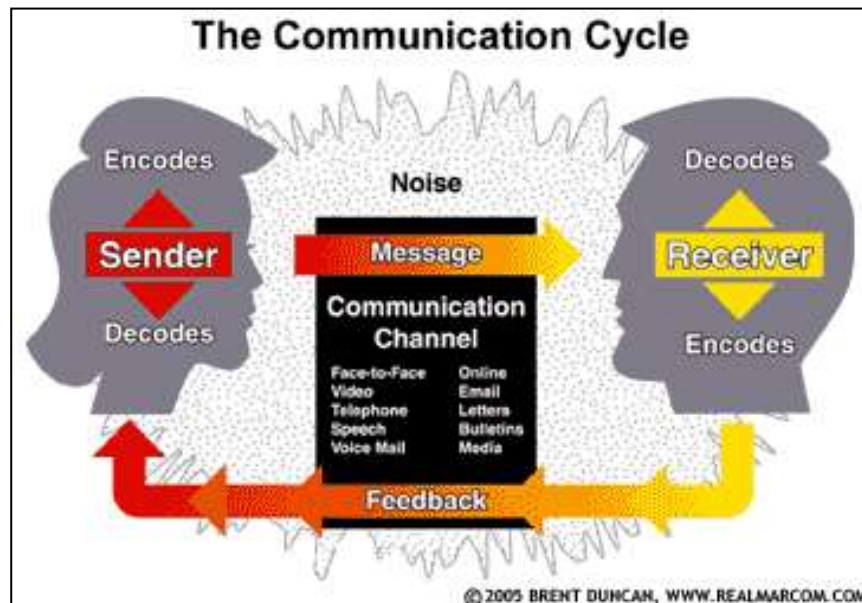 The Communication Cycle
Encodes
Sender
Decodes
Noise
Message
Communication
Channel
Face-to-Face Online
Video Email
Telephone Letters
Speech Bulletins
Voice Mail Media
Decodes
Receiver
Encodes
Feedback
© 2005 BRENT DUNCAN, WWW.REALMARCOM.COM